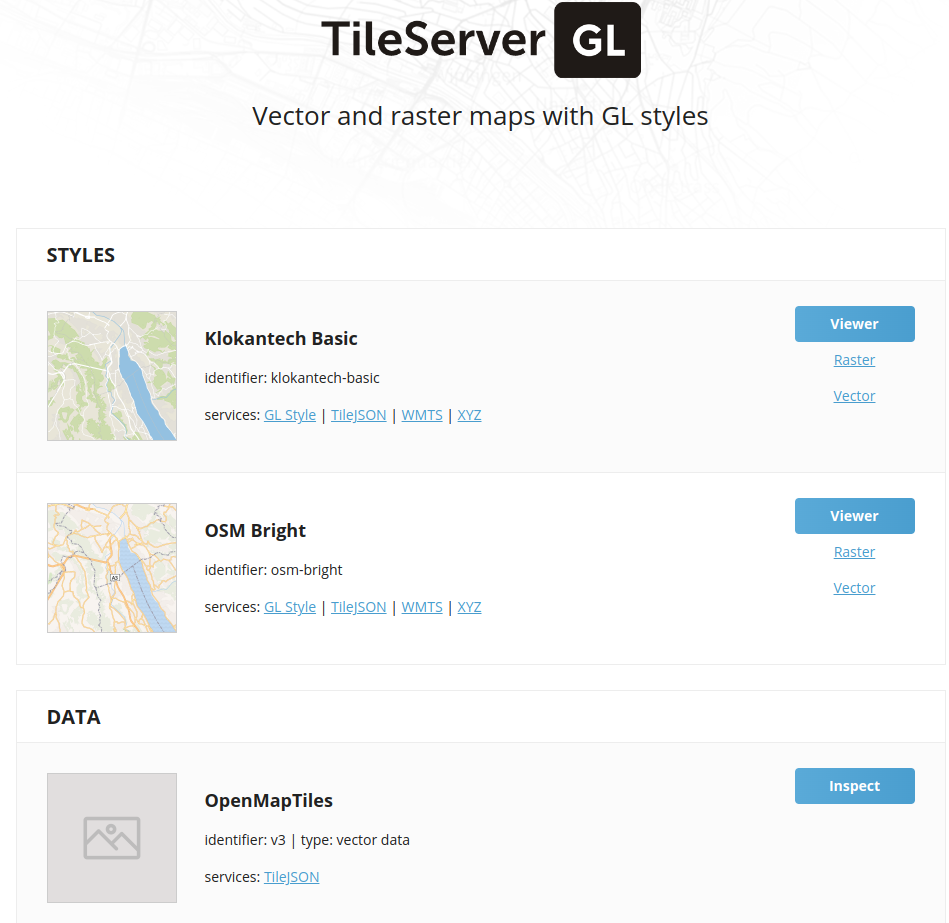 TileServer GL
Vector and raster maps with GL styles
STYLES
Klokantech Basic
identifier: klokantech-basic
services: GL Style | TileJSON | WMTS | XYZ
Viewer
Raster
Vector
OSM Bright
identifier: osm-bright
services: GL Style | TileJSON | WMTS | XYZ
Viewer
Raster
Vector
A3
DATA
OpenMapTiles
identifier: v3 | type: vector data
services: TileJSON
Inspect